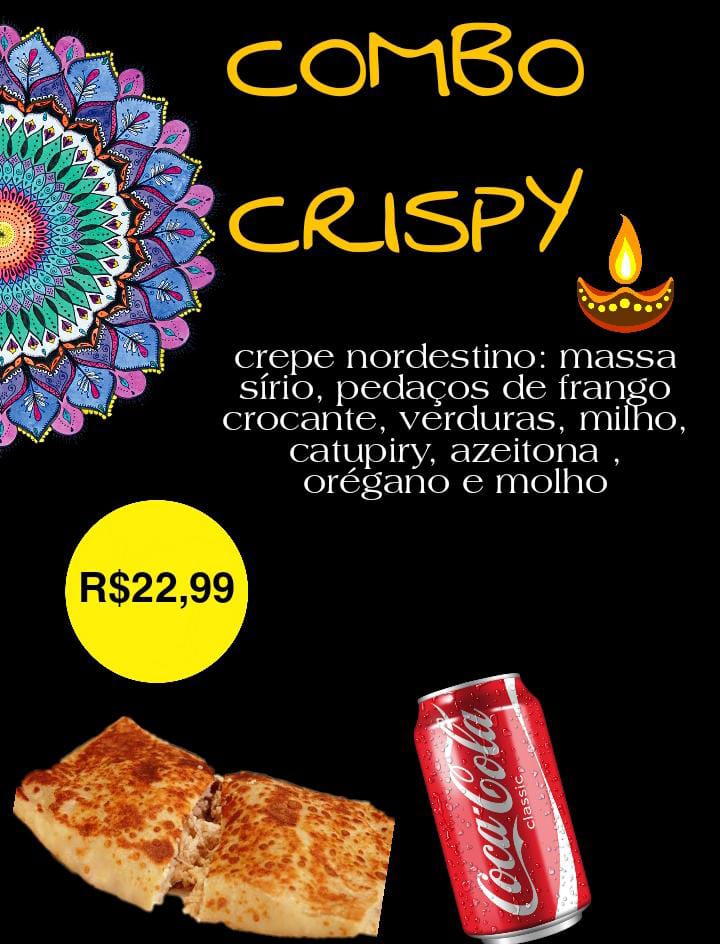 COMBO
CRISPY
crepe nordestino: massa
sírio, pedaços de frango
crocante, verduras, milho,
catupiry, azeitona ,
orégano e molho
R$22,99
Coca-Cola
classic